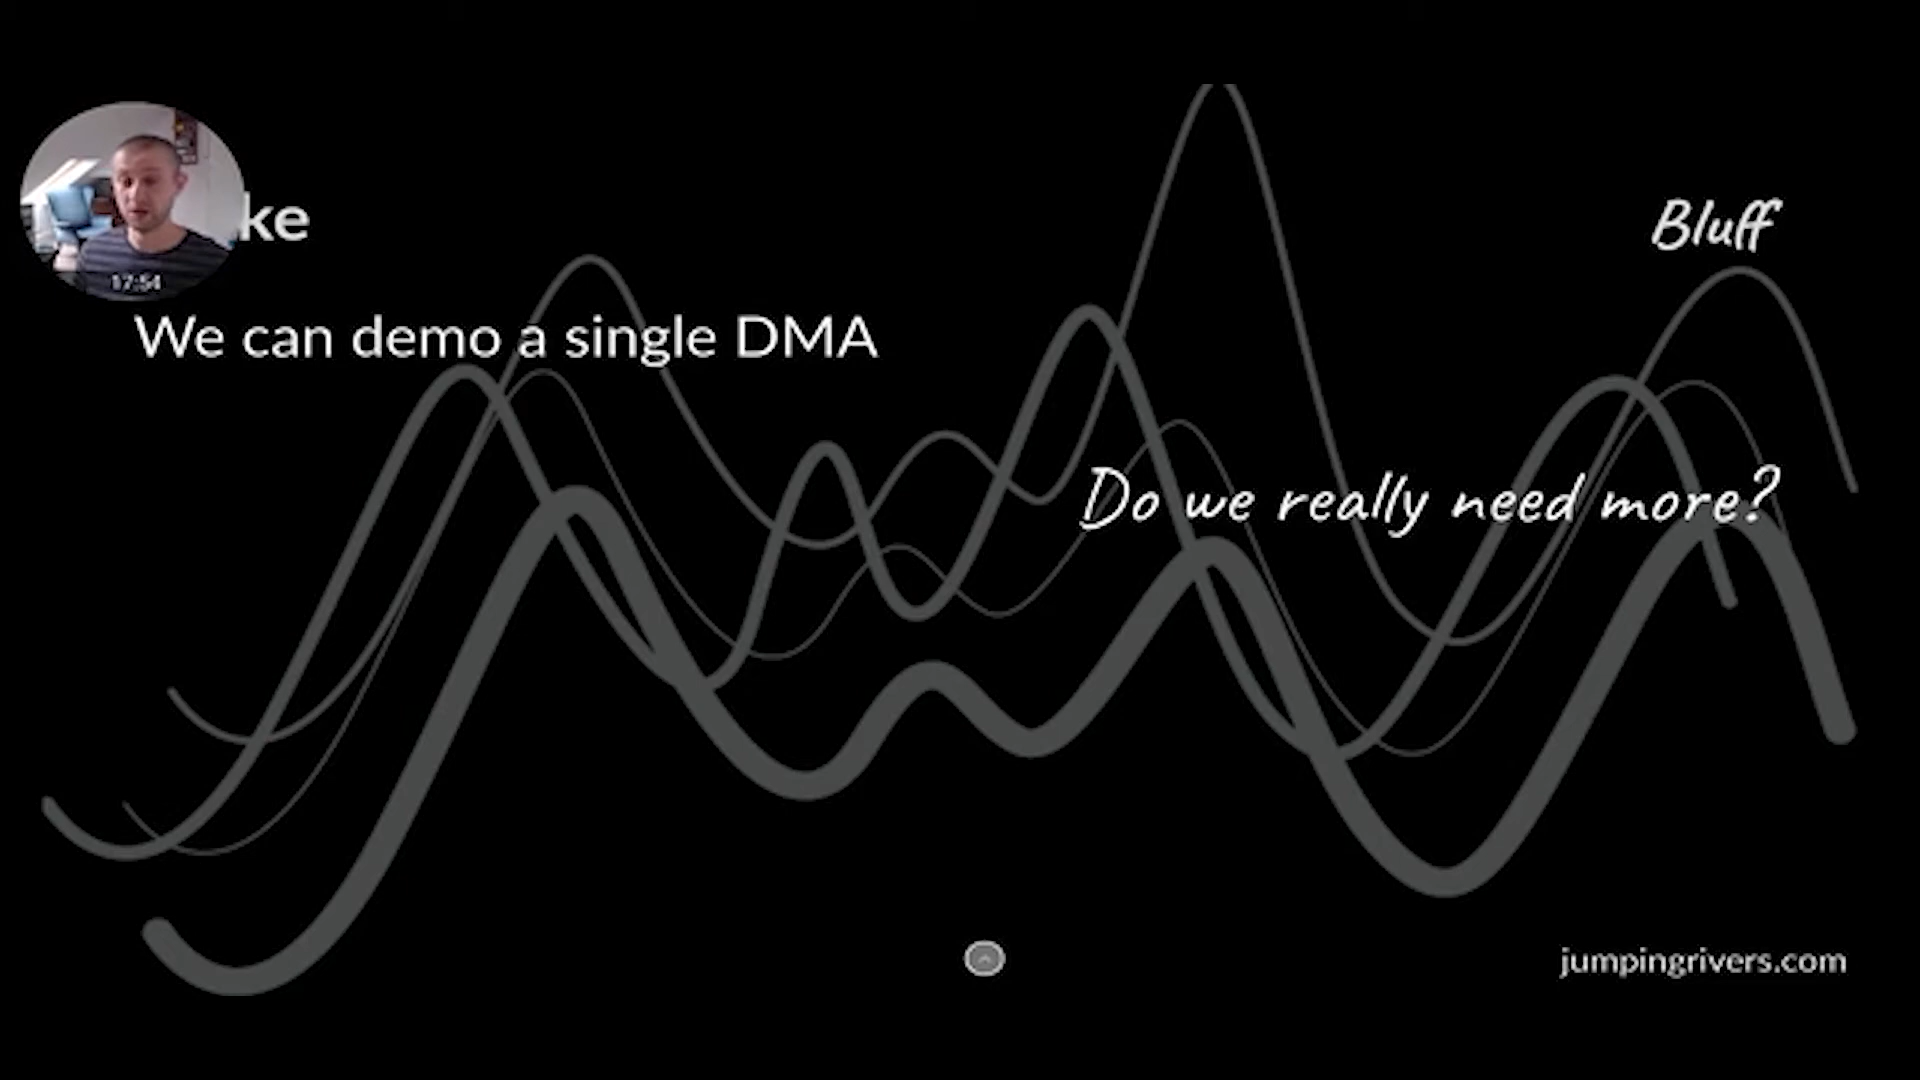 ke
Bluff
We can demo a single DMA
Do we really need more?
17:54
jumpingrivers.com